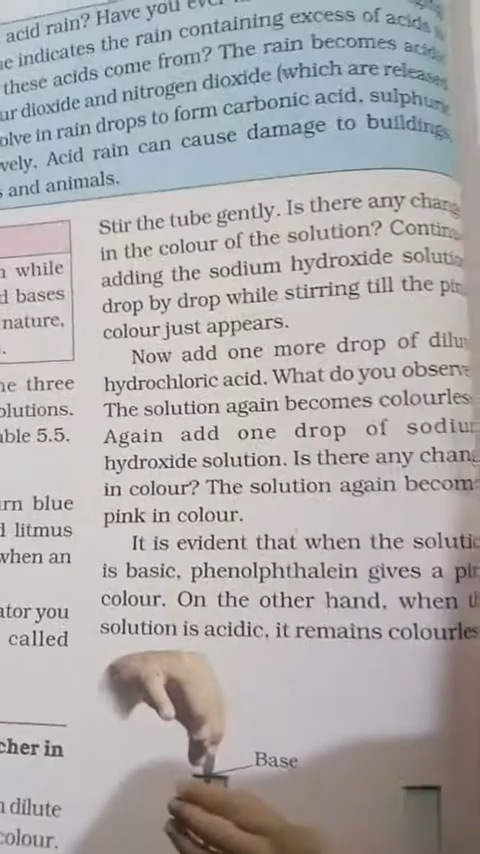 acid rain? Have you ever
indicates the rain containing excess of acids
these acids come from? The rain becomes
dioxide and nitrogen dioxide (which are
in rain drops to form carbonic acid,
Acid rain can cause damage to buildings,
and animals.
while
bases
nature,
three
5.5.
blue
litmus
when an
you
called
in
dilute
colour.
Stir the tube gently. Is there any
in the colour of the solution?
adding the sodium hydroxide
drop by drop while stirring till the
colour just appears.
Now add one more drop of
hydrochloric acid. What do you
The solution again becomes
Again add one drop of
hydroxide solution. Is there any
in colour? The solution again
pink in colour.
It is evident that when the
is basic, phenolphthalein gives a
colour. On the other hand, when
solution is acidic, it remains
Base